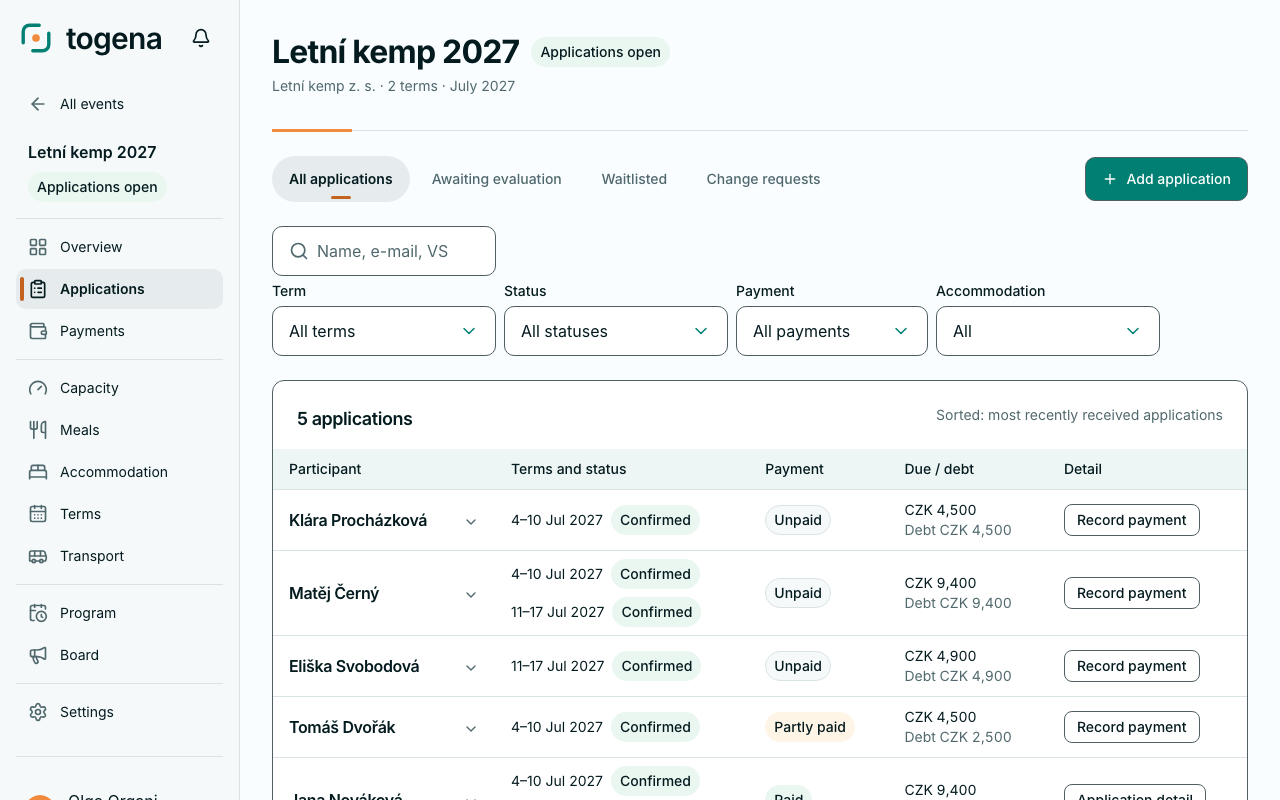 togena
All events
Letní kemp 2027
Applications open
Overview
Applications
Payments
Capacity
Meals
Accommodation
Terms
Transport
Program
Board
Settings
Letní kemp 2027 Applications open
Letní kemp z. s. · 2 terms · July 2027
All applications Awaiting evaluation Waitlisted Change requests + Add application
Name, e-mail, VS
Term Status Payment Accommodation
All terms All statuses All payments All
5 applications Sorted: most recently received applications
Participant Terms and status Payment Due / debt Detail
Klára Procházková 4–10 Jul 2027 Confirmed Unpaid CZK 4,500 Record payment
Debt CZK 4,500
Matěj Černý 4–10 Jul 2027 Confirmed Unpaid CZK 9,400 Record payment
11–17 Jul 2027 Confirmed Debt CZK 9,400
Eliška Svobodová 11–17 Jul 2027 Confirmed Unpaid CZK 4,900 Record payment
Debt CZK 4,900
Tomáš Dvořák 4–10 Jul 2027 Confirmed Partly paid CZK 4,500 Record payment
Debt CZK 2,500
Jana Nováková 4–10 Jul 2027 Confirmed Paid CZK 9,400 Application detail